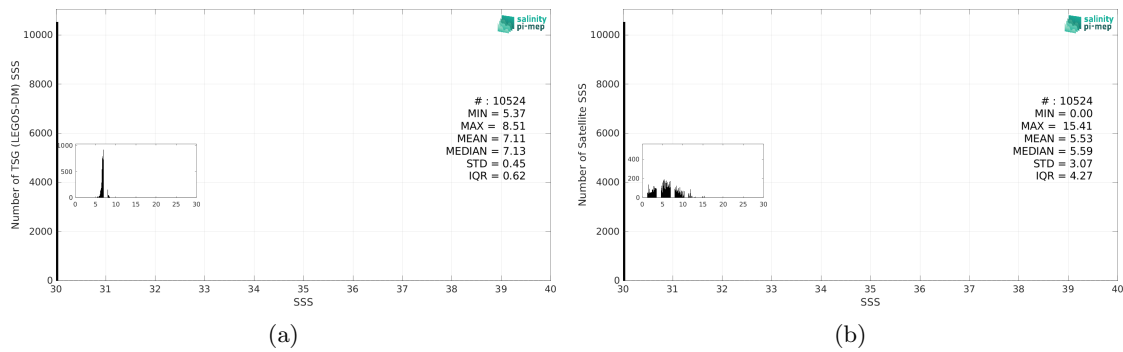 salinity
pi-mep
Number of TSG (LEGOS-DM) SSS
10000
8000
6000
4000
2000
0
# : 10524
MIN = 5.37
MAX = 8.51
MEAN = 7.11
MEDIAN = 7.13
STD = 0.45
IQR = 0.62
1000
500
0
0 5 10 15 20 25 30
30 31 32 33 34 35 36 37 38 39 40
SSS
(a)
salinity
pi-mep
Number of Satellite SSS
10000
8000
6000
4000
2000
0
# : 10524
MIN = 0.00
MAX = 15.41
MEAN = 5.53
MEDIAN = 5.59
STD = 3.07
IQR = 4.27
400
200
0
0 5 10 15 20 25 30
30 31 32 33 34 35 36 37 38 39 40
SSS
(b)